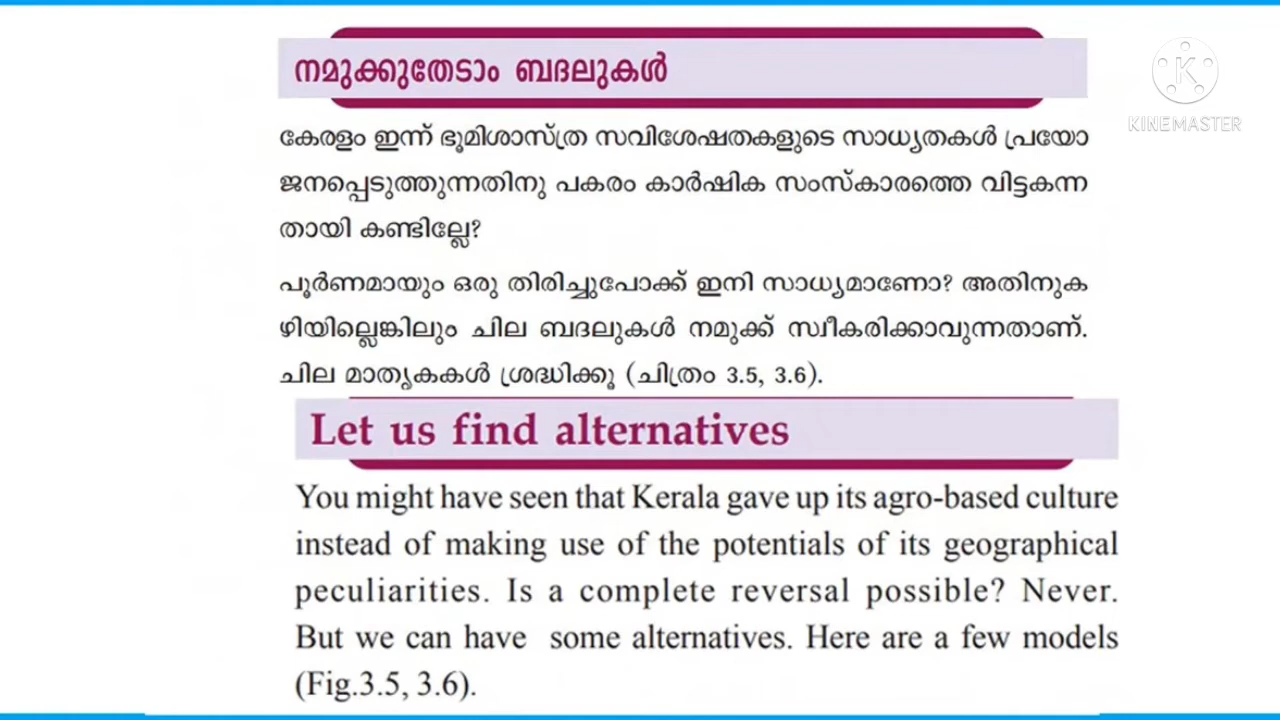 നമുക്കുതേടാം ബദലുകൾ
KINEMASTER
കേരളം ഇന്ന് ഭൂമിശാസ്ത്ര സവിശേഷതകളുടെ സാധ്യതകൾ പ്രയോ
ജനപ്പെടുത്തുന്നതിനു പകരം കാർഷിക സംസ്കാരത്തെ വിട്ടകന്ന
തായി കണ്ടില്ലേ?
പൂർണമായും ഒരു തിരിച്ചുപോക്ക് ഇനി സാധ്യമാണോ? അതിനുക
ഴിയില്ലെങ്കിലും ചില ബദലുകൾ നമുക്ക് സ്വീകരിക്കാവുന്നതാണ്.
ചില മാതൃകകൾ ശ്രദ്ധിക്കൂ (ചിത്രം 3.5, 3.6).
Let us find alternatives
You might have seen that Kerala gave up its agro-based culture
instead of making use of the potentials of its geographical
peculiarities. Is a complete reversal possible? Never.
But we can have some alternatives. Here are a few models
(Fig.3.5, 3.6).